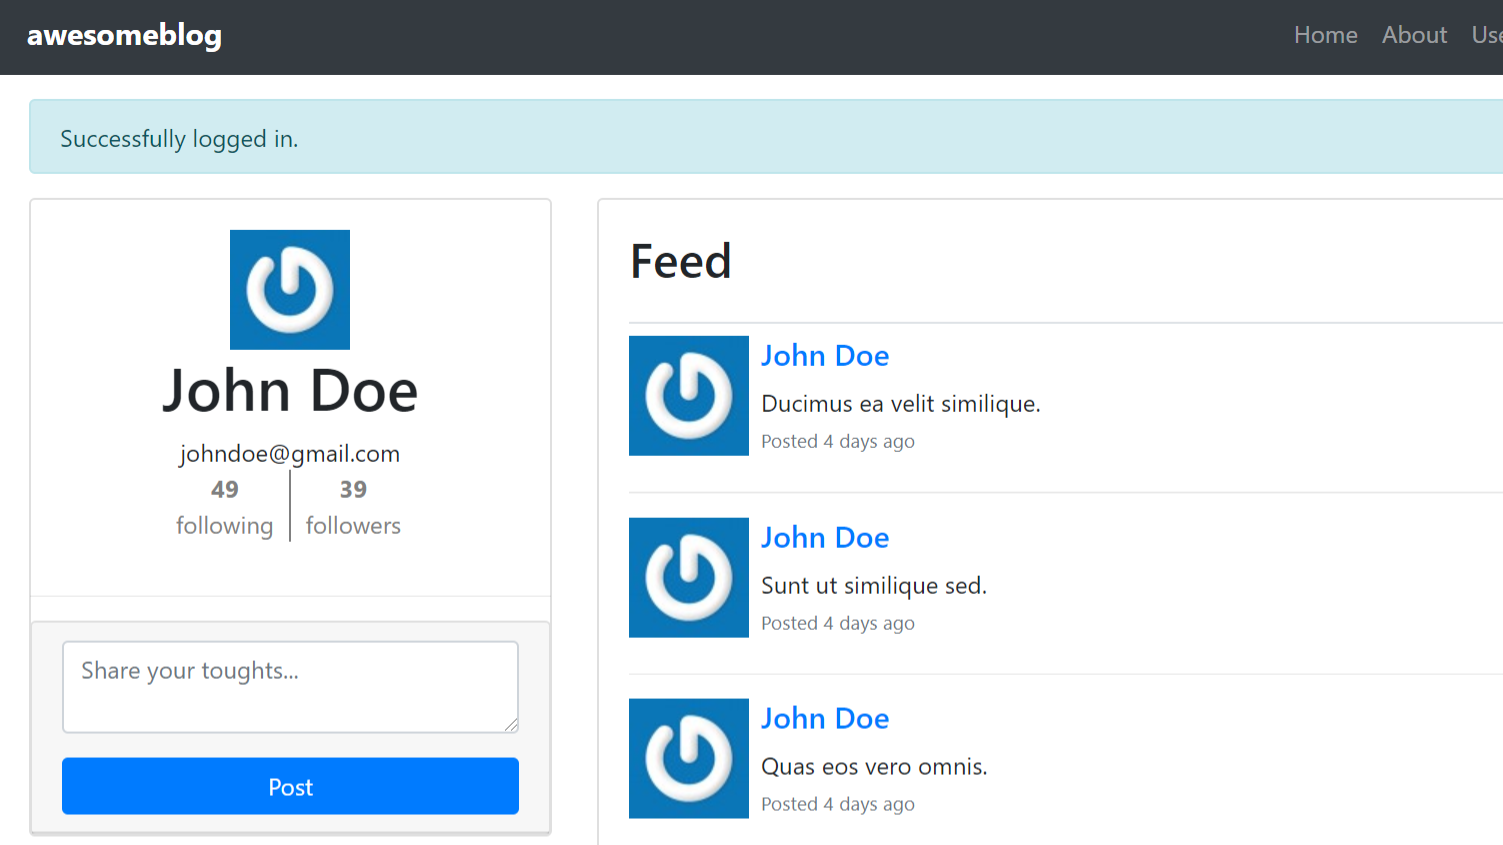 awesomeblog
Home About Use
Successfully logged in.
John Doe
johndoe@gmail.com
49 39
following followers
Share your toughts...
Post
Feed
John Doe
Ducimus ea velit similique.
Posted 4 days ago
John Doe
Sunt ut similique sed.
Posted 4 days ago
John Doe
Quas eos vero omnis.
Posted 4 days ago